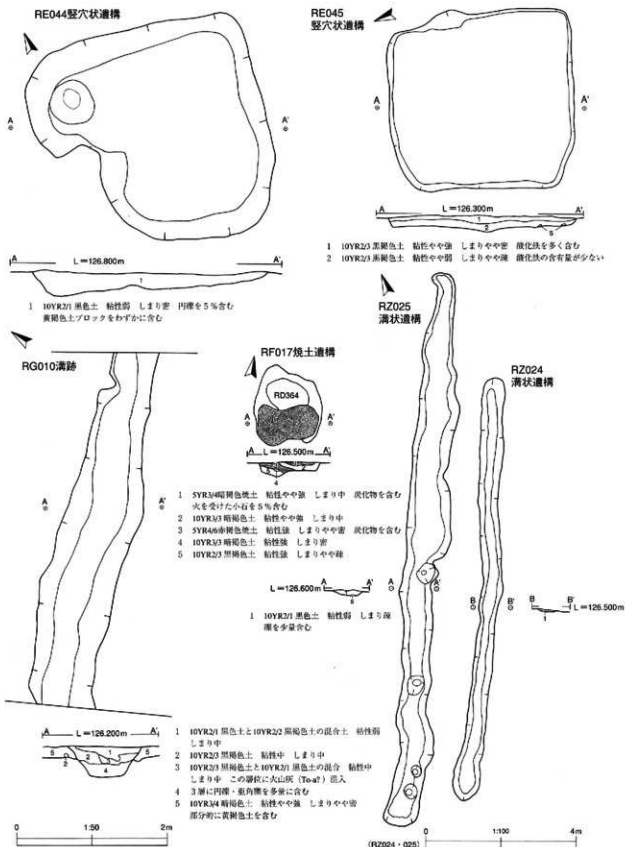 RE044竪穴状遺構
A
A'
A
L=126.800m
A'
1
1 10YR2/1 黒色土 粘性弱 しまり密 円礫を5%含む
黄褐色土ブロックをわずかに含む
RE045
竪穴状遺構
A
A'
A
L=126.300m
A'
1
2
5
1 10YR2/3 黒褐色土 粘性やや強 しまりやや密 酸化鉄を多く含む
2 10YR2/3 黒褐色土 粘性やや弱 しまりやや疎 酸化鉄の含有量が少ない
RG010溝跡
A
A'
A
L=126.200m
A'
5
2
2
1
3
4
5
1 10YR2/1 黒色土と10YR2/2 黒褐色土の混合土 粘性弱
しまり中
2 10YR2/3 黒褐色土 粘性中 しまり中
3 10YR2/3 黒褐色土と10YR2/1 黒色土の混合 粘性中
しまり中 この層位に火山灰(To-a?)混入
4 3層に円礫・亜角礫を多量に含む
5 10YR3/4 暗褐色土 粘性やや強 しまりやや密
部分的に黄褐色土を含む
RF017焼土遺構
RD364
A
A'
A
L=126.500m
A'
4
1 5YR3/4暗褐色焼土 粘性やや強 しまり中 炭化物を含む
火を受けた小石を5%含む
2 10YR3/3 暗褐色土 粘性やや強 しまり中
3 5YR4/6赤褐色焼土 粘性強 しまりやや密 炭化物を含む
4 10YR3/3 暗褐色土 粘性強 しまり密
5 10YR2/3 黒褐色土 粘性強 しまりやや疎
RZ025
溝状遺構
A
A'
L=126.600m
A
A'
1 10YR2/1 黒色土 粘性弱 しまり疎
礫を少量含む
RZ024
溝状遺構
B
B'
B
B'
L=126.500m
1
0
1:50
2m
(RZ024・025)
0
1:100
4m